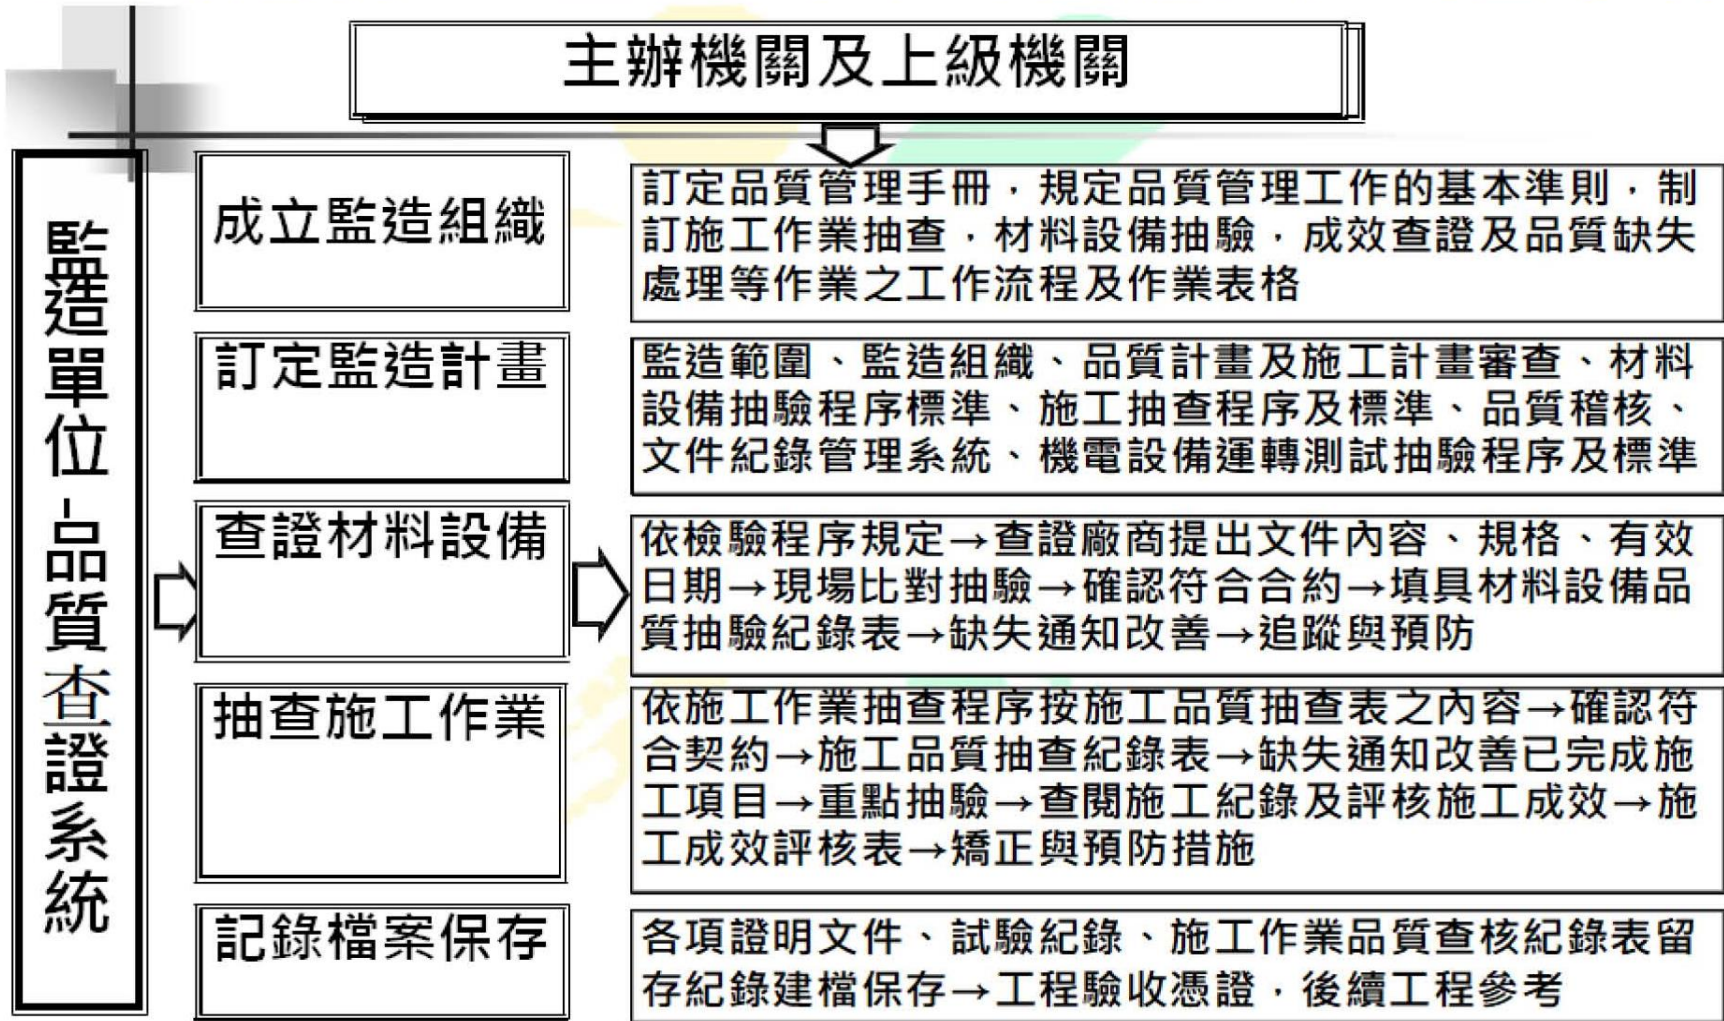 主辦機關及上級機關
監造單位-品質查證系統
成立監造組織
訂定品質管理手冊，規定品質管理工作的基本準則，制
訂施工作業抽查，材料設備抽驗，成效查證及品質缺失
處理等作業之工作流程及作業表格
訂定監造計畫
監造範圍、監造組織、品質計畫及施工計畫審查、材料
設備抽驗程序標準、施工抽查程序及標準、品質稽核、
文件紀錄管理系統、機電設備運轉測試抽驗程序及標準
查證材料設備
依檢驗程序規定→查證廠商提出文件內容、規格、有效
日期→現場比對抽驗→確認符合合約→填具材料設備品
質抽驗紀錄表→缺失通知改善→追蹤與預防
抽查施工作業
依施工作業抽查程序按施工品質抽查表之內容→確認符
合契約→施工品質抽查紀錄表→缺失通知改善已完成施
工項目→重點抽驗→查閱施工紀錄及評核施工成效→施
工成效評核表→矯正與預防措施
記錄檔案保存
各項證明文件、試驗紀錄、施工作業品質查核紀錄表留
存紀錄建檔保存→工程驗收憑證，後續工程參考